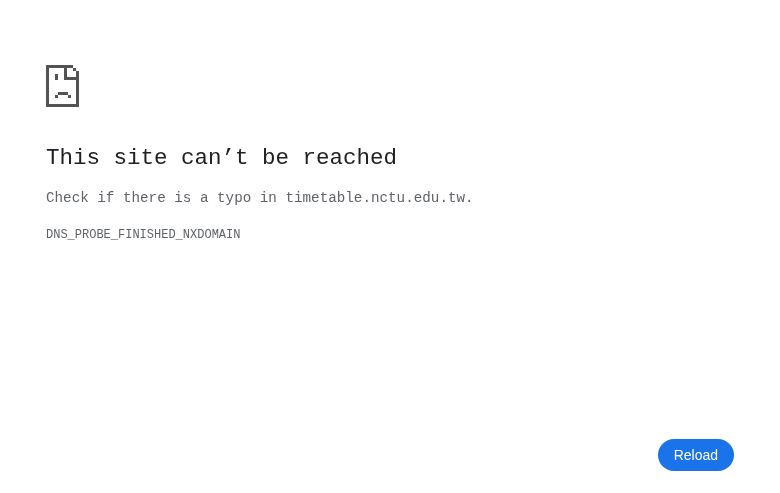 This site can’t be reached
Check if there is a typo in timetable.nctu.edu.tw.
DNS_PROBE_FINISHED_NXDOMAIN
Reload